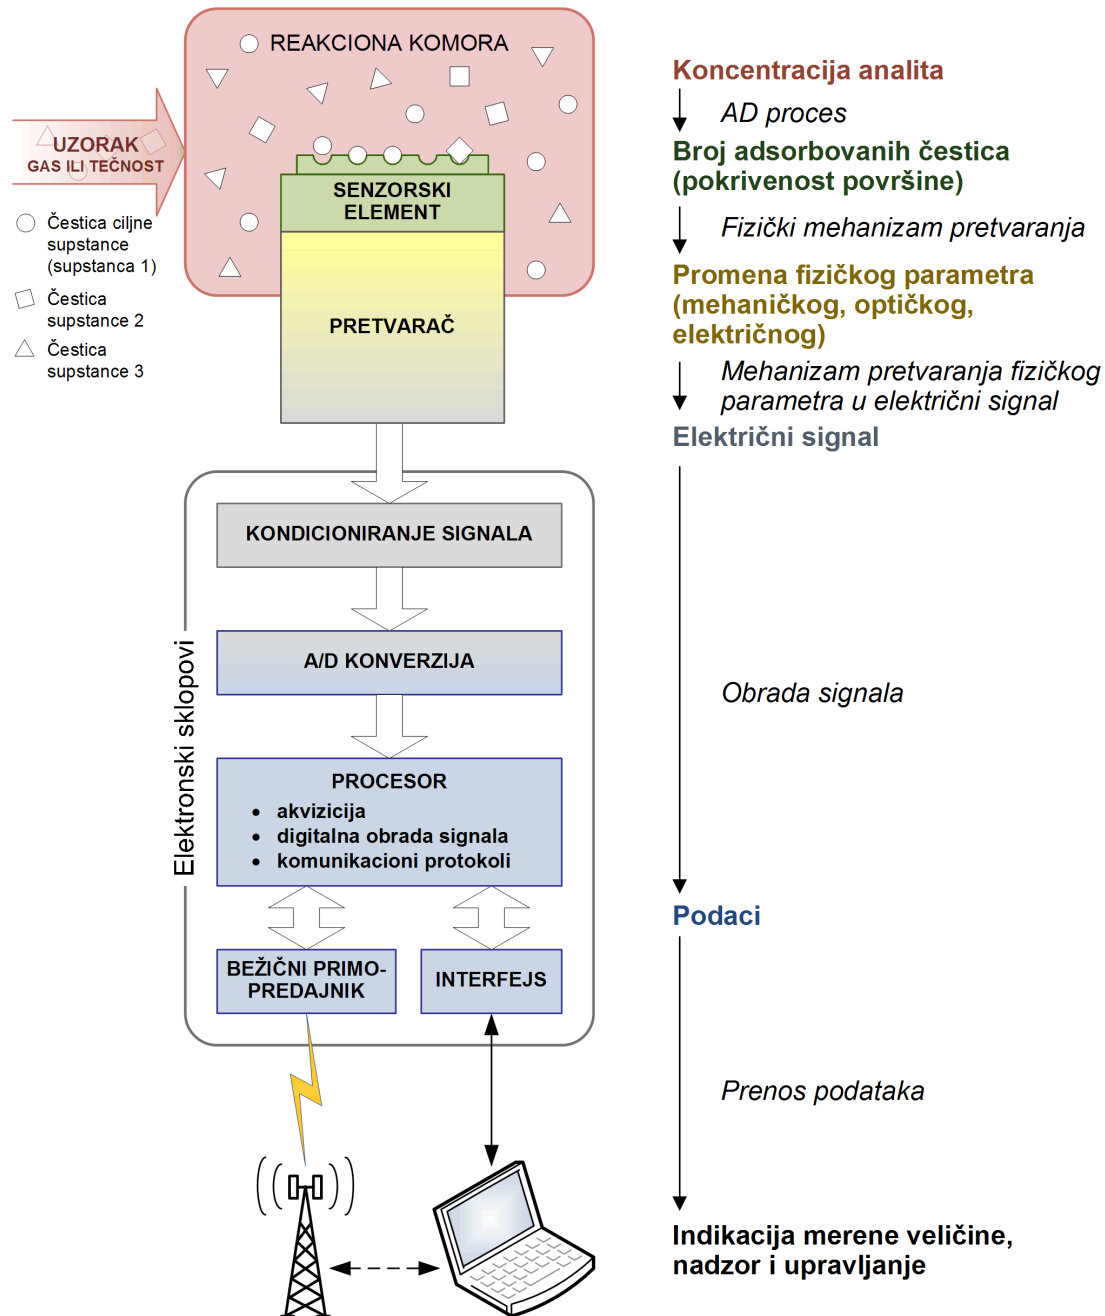 REAKCIONA KOMORA
UZORAK
GAS ILI TEČNOST
SENZORSKI
ELEMENT
PRETVARAČ
Čestica ciljne
supstance
(supstanca 1)
Čestica
supstance 2
Čestica
supstance 3
Elektronski sklopovi
KONDICIONIRANJE SIGNALA
A/D KONVERZIJA
PROCESOR
• akvizicija
• digitalna obrada signala
• komunikacioni protokoli
BEŽIČNI PRIMO-
PREDAJNIK
INTERFEJS
Koncentracija analita
AD proces
Broj adsorbovanih čestica
(pokrivenost površine)
Fizički mehanizam pretvaranja
Promena fizičkog parametra
(mehaničkog, optičkog,
električnog)
Mehanizam pretvaranja fizičkog
parametra u električni signal
Električni signal
Obrada signala
Podaci
Prenos podataka
Indikacija merene veličine,
nadzor i upravljanje